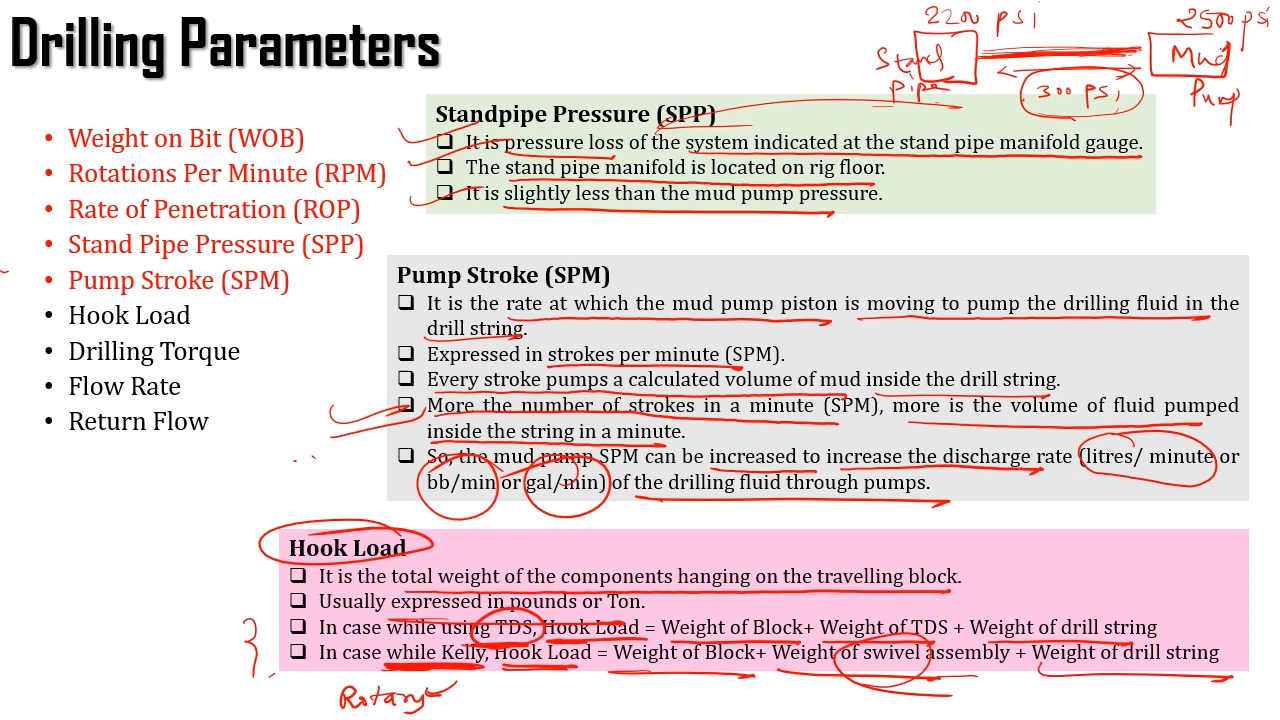 Drilling Parameters
2200 psi
2500 psi
Stand
Pipe
Mud
Pump
300 psi
• Weight on Bit (WOB)
• Rotations Per Minute (RPM)
• Rate of Penetration (ROP)
• Stand Pipe Pressure (SPP)
• Pump Stroke (SPM)
• Hook Load
• Drilling Torque
• Flow Rate
• Return Flow
Standpipe Pressure (SPP)
❑ It is pressure loss of the system indicated at the stand pipe manifold gauge.
❑ The stand pipe manifold is located on rig floor.
❑ It is slightly less than the mud pump pressure.
Pump Stroke (SPM)
❑ It is the rate at which the mud pump piston is moving to pump the drilling fluid in the
drill string.
❑ Expressed in strokes per minute (SPM).
❑ Every stroke pumps a calculated volume of mud inside the drill string.
❑ More the number of strokes in a minute (SPM), more is the volume of fluid pumped
inside the string in a minute.
❑ So, the mud pump SPM can be increased to increase the discharge rate (litres/ minute or
bb/min or gal/min) of the drilling fluid through pumps.
Hook Load
❑ It is the total weight of the components hanging on the travelling block.
❑ Usually expressed in pounds or Ton.
❑ In case while using TDS, Hook Load = Weight of Block+ Weight of TDS + Weight of drill string
❑ In case while Kelly, Hook Load = Weight of Block+ Weight of swivel assembly + Weight of drill string
Rotary